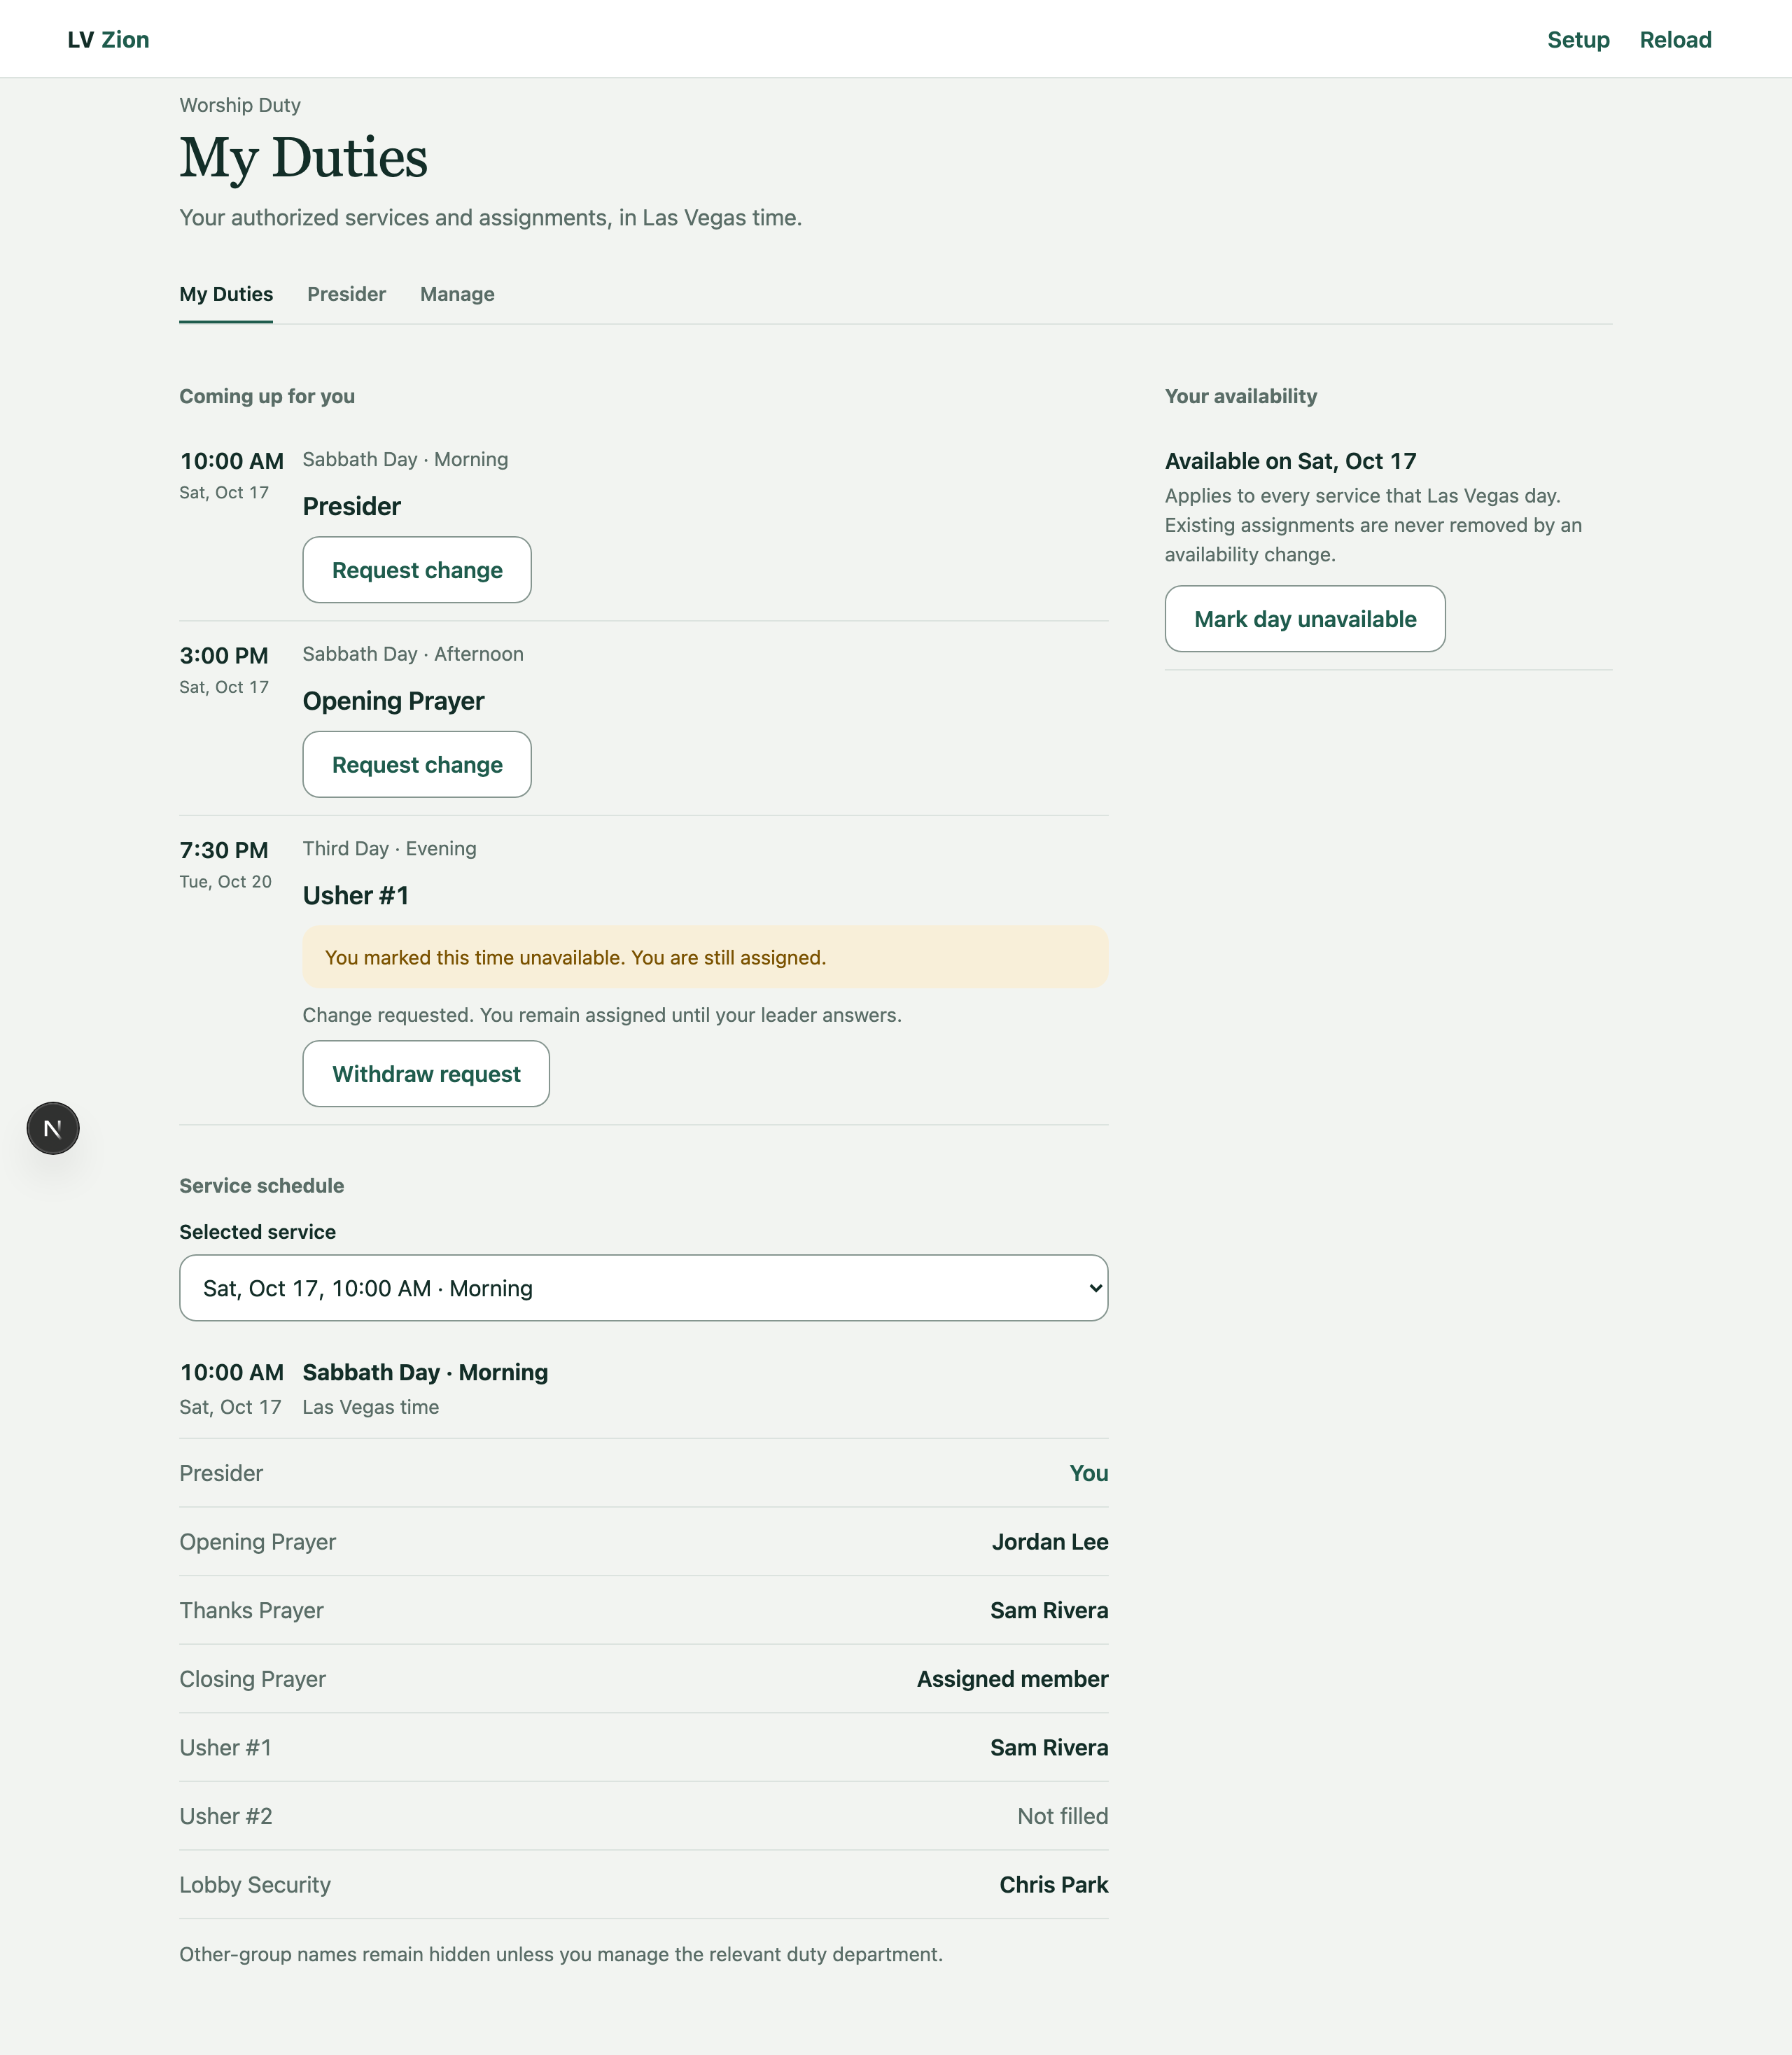 LV Zion
Setup
Reload
Worship Duty
My Duties
Your authorized services and assignments, in Las Vegas time.
My Duties
Presider
Manage
Coming up for you
10:00 AM
Sat, Oct 17
Sabbath Day · Morning
Presider
Request change
3:00 PM
Sat, Oct 17
Sabbath Day · Afternoon
Opening Prayer
Request change
7:30 PM
Tue, Oct 20
Third Day · Evening
Usher #1
You marked this time unavailable. You are still assigned.
Change requested. You remain assigned until your leader answers.
Withdraw request
Your availability
Available on Sat, Oct 17
Applies to every service that Las Vegas day.
Existing assignments are never removed by an
availability change.
Mark day unavailable
N
Service schedule
Selected service
Sat, Oct 17, 10:00 AM · Morning
10:00 AM
Sat, Oct 17
Sabbath Day · Morning
Las Vegas time
Presider
You
Opening Prayer
Jordan Lee
Thanks Prayer
Sam Rivera
Closing Prayer
Assigned member
Usher #1
Sam Rivera
Usher #2
Not filled
Lobby Security
Chris Park
Other-group names remain hidden unless you manage the relevant duty department.